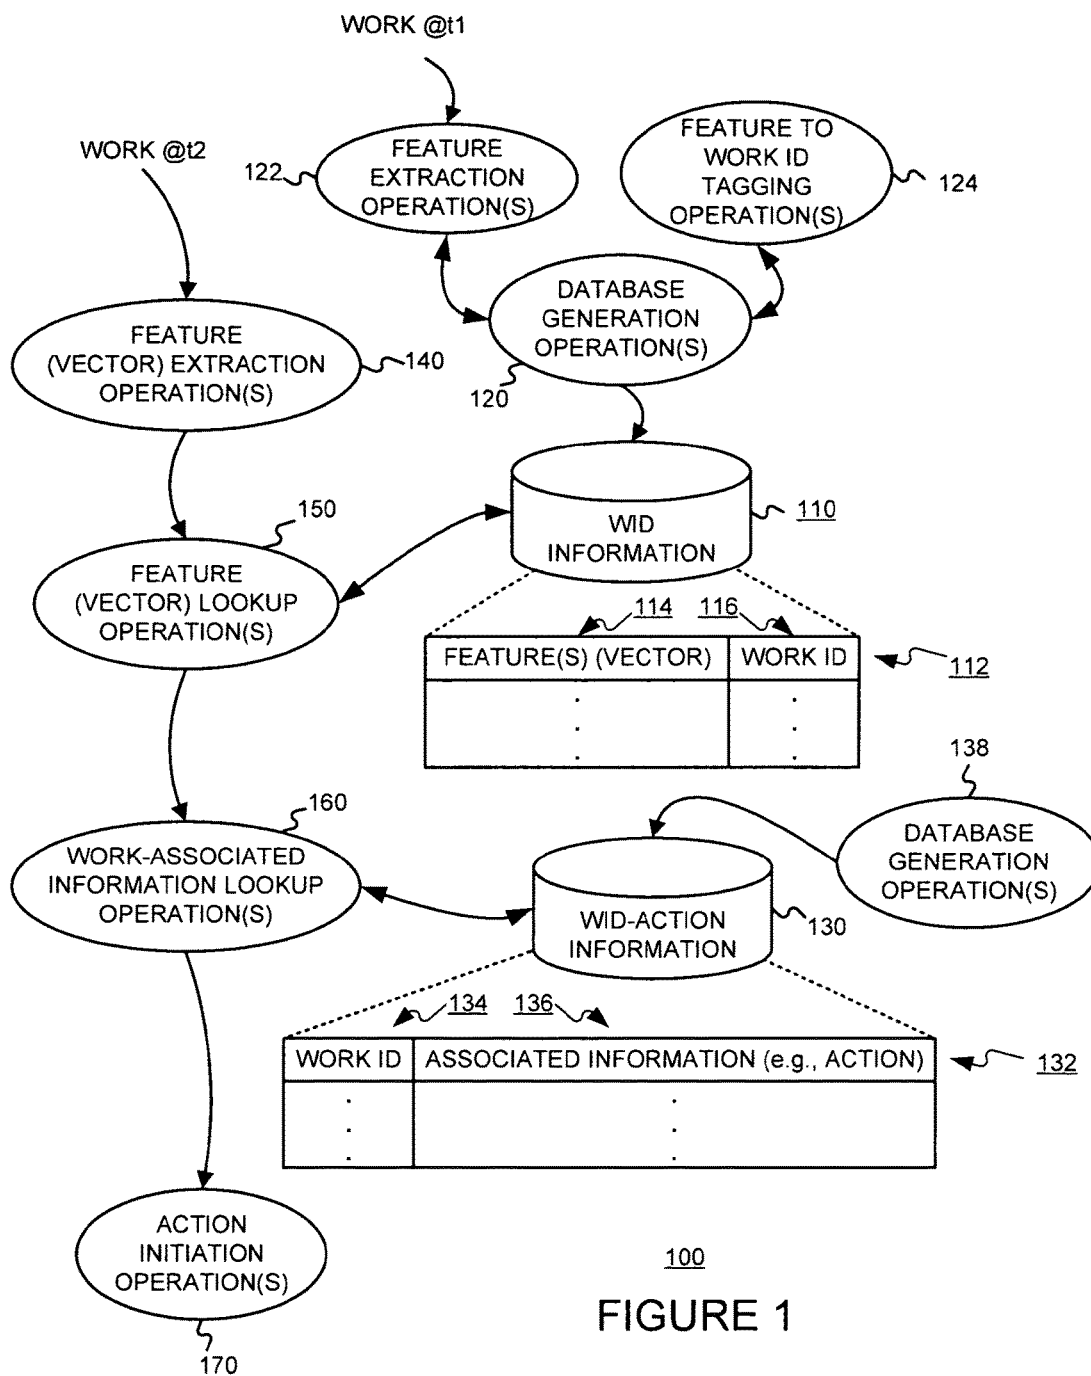 WORK @t1
WORK @t2
122
FEATURE
EXTRACTION
OPERATION(S)
FEATURE TO
WORK ID
TAGGING
OPERATION(S)
124
DATABASE
GENERATION
OPERATION(S)
120
FEATURE
(VECTOR) EXTRACTION
OPERATION(S)
140
150
FEATURE
(VECTOR) LOOKUP
OPERATION(S)
WID
INFORMATION
110
114
116
FEATURE(S) (VECTOR)
WORK ID
112
.
.
.
.
.
.
138
DATABASE
GENERATION
OPERATION(S)
160
WORK-ASSOCIATED
INFORMATION LOOKUP
OPERATION(S)
WID-ACTION
INFORMATION
130
134
136
WORK ID
ASSOCIATED INFORMATION (e.g., ACTION)
132
.
.
.
.
.
.
ACTION
INITIATION
OPERATION(S)
170
100
FIGURE 1